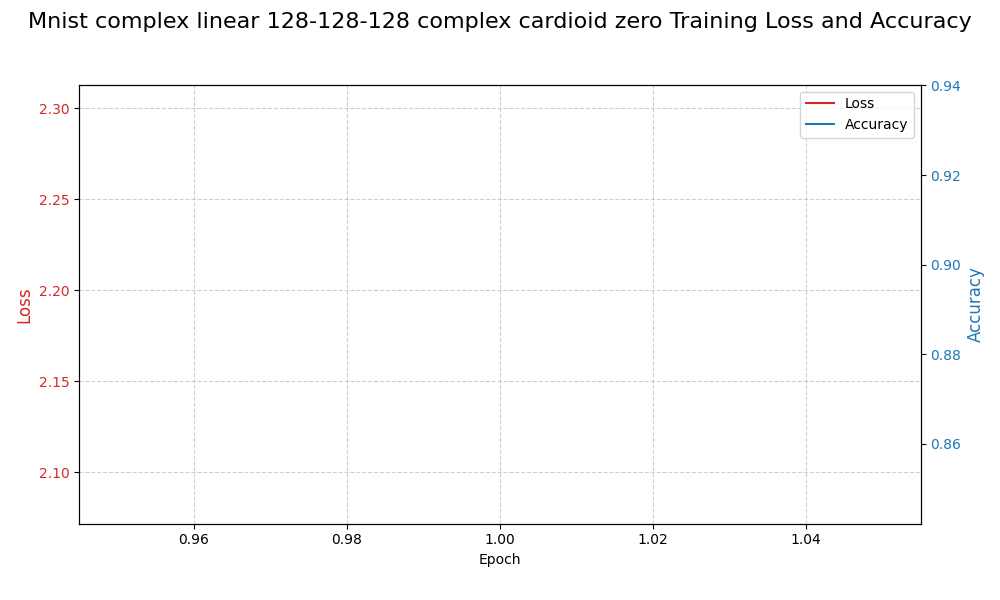 Mnist complex linear 128-128-128 complex cardioid zero Training Loss and Accuracy
Loss
Accuracy
2.30
2.25
2.20
2.15
2.10
Loss
0.94
0.92
0.90
0.88
0.86
Accuracy
0.96 0.98 1.00 1.02 1.04
Epoch